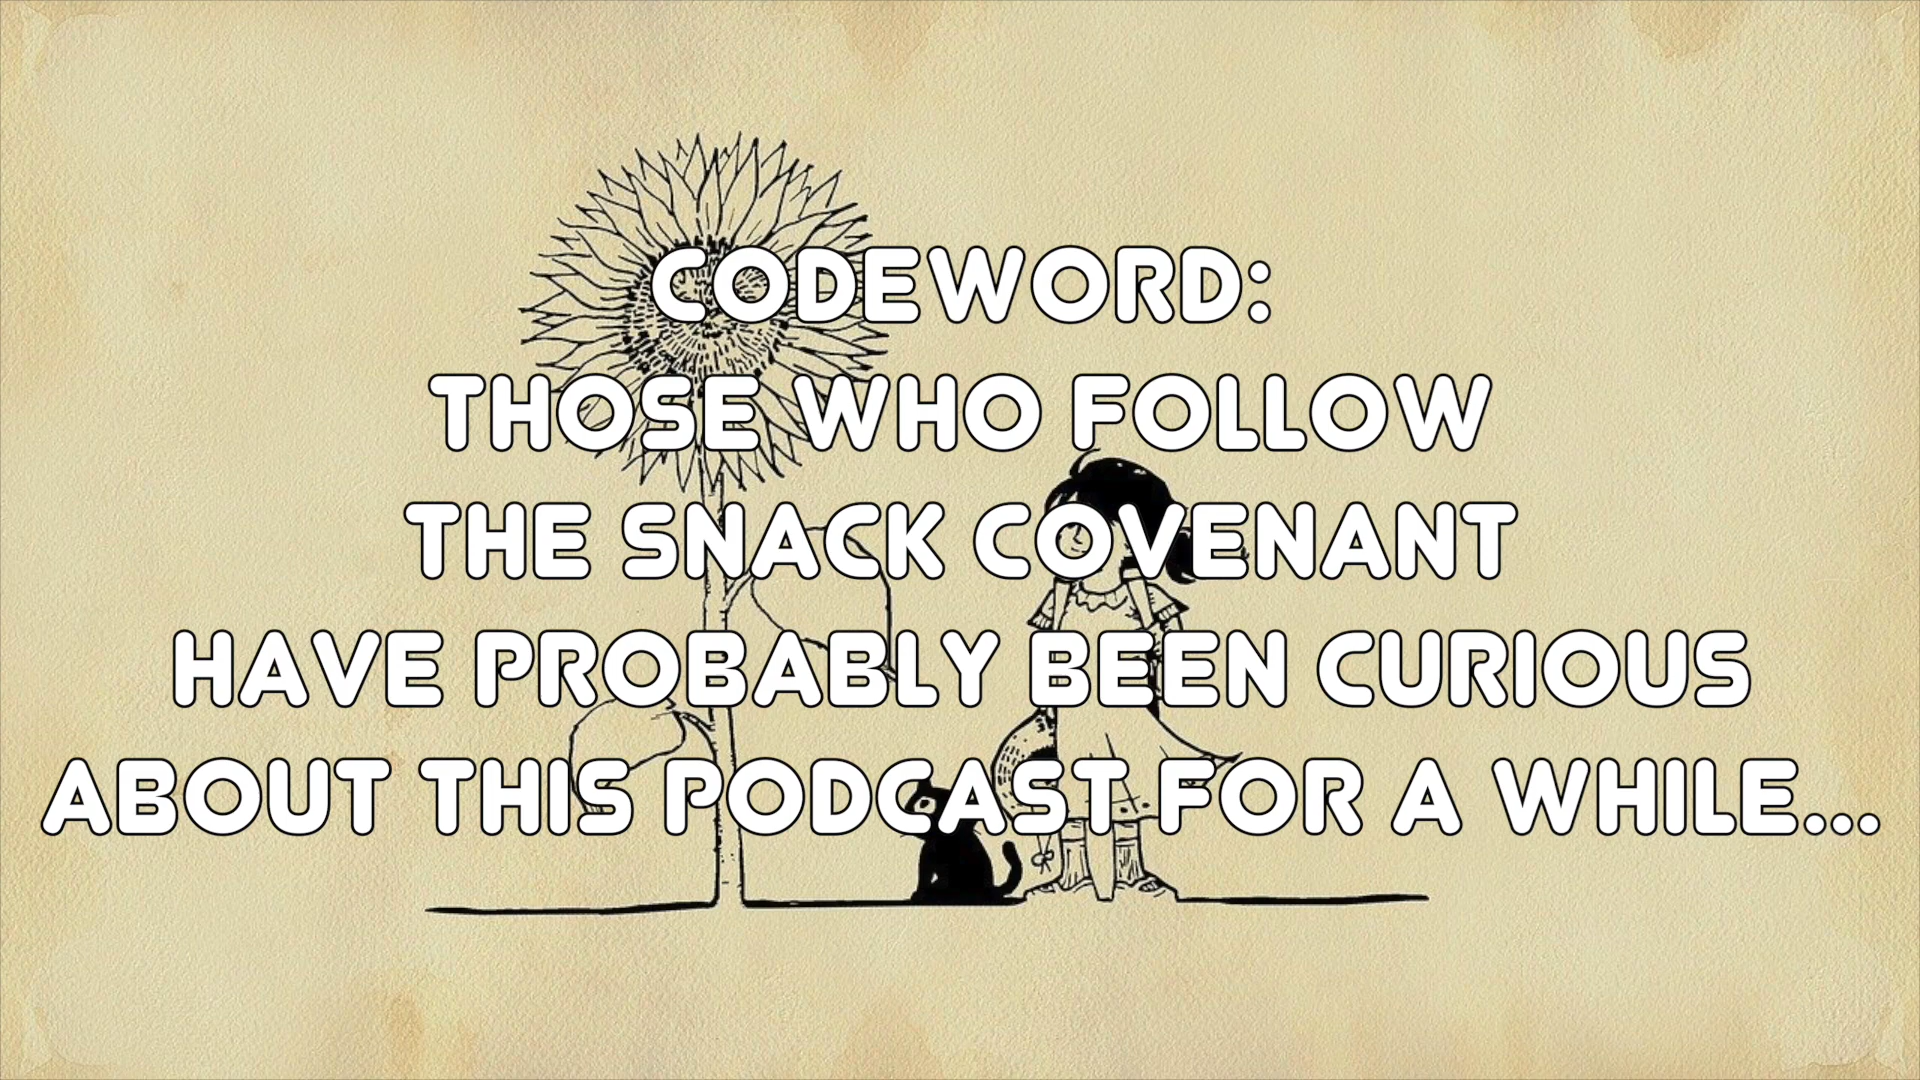 CODEWORD:
THOSE WHO FOLLOW
THE SNACK COVENANT
HAVE PROBABLY BEEN CURIOUS
ABOUT THIS PODCAST FOR A WHILE...